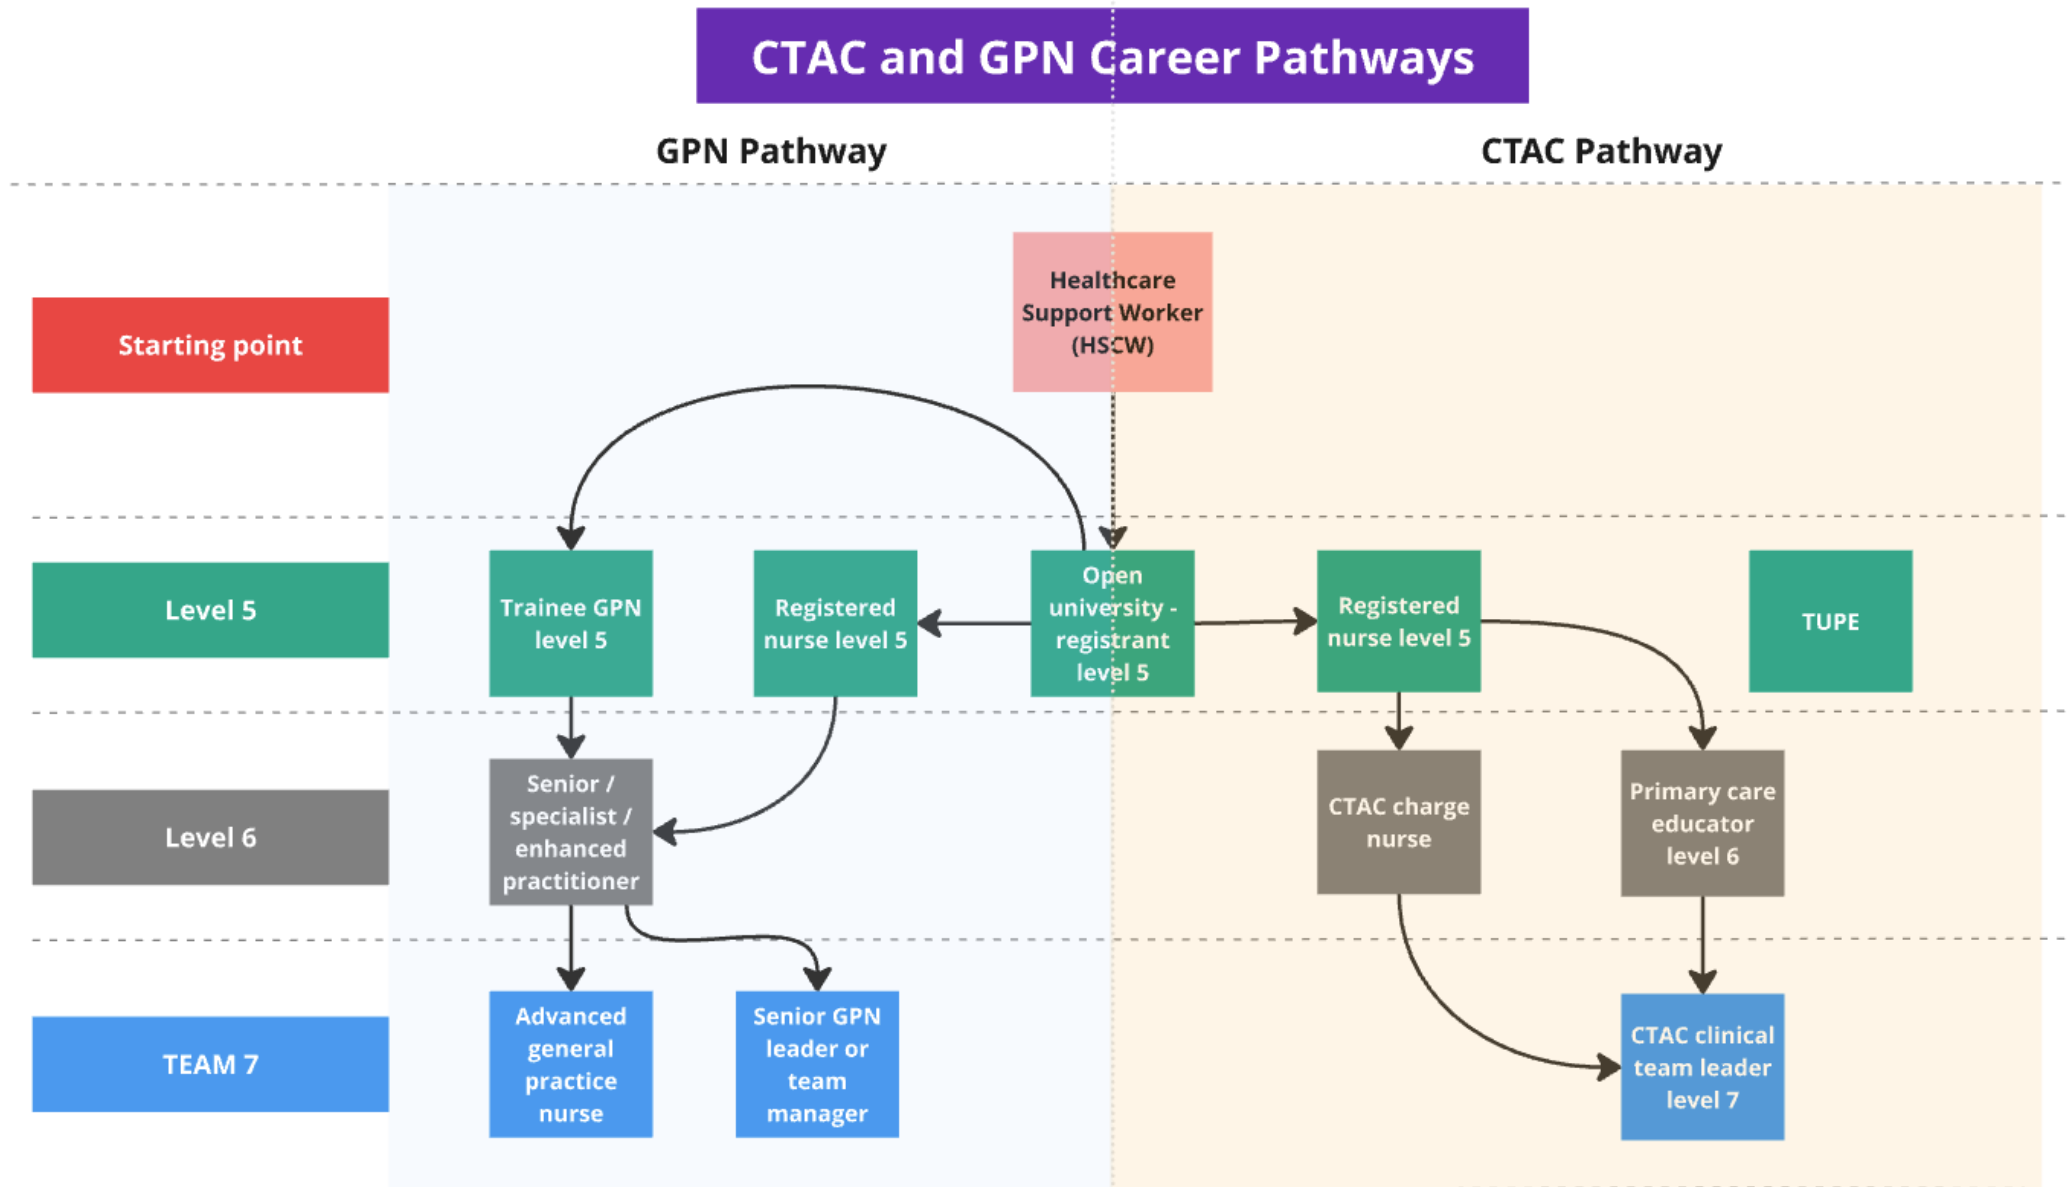 CTAC and GPN Career Pathways
GPN Pathway
CTAC Pathway
Starting point
Healthcare
Support Worker
(HSCW)
Level 5
Trainee GPN
level 5
Registered
nurse level 5
Open
university -
registrant
level 5
Registered
nurse level 5
TUPE
Level 6
Senior /
specialist /
enhanced
practitioner
CTAC charge
nurse
Primary care
educator
level 6
TEAM 7
Advanced
general
practice
nurse
Senior GPN
leader or
team
manager
CTAC clinical
team leader
level 7